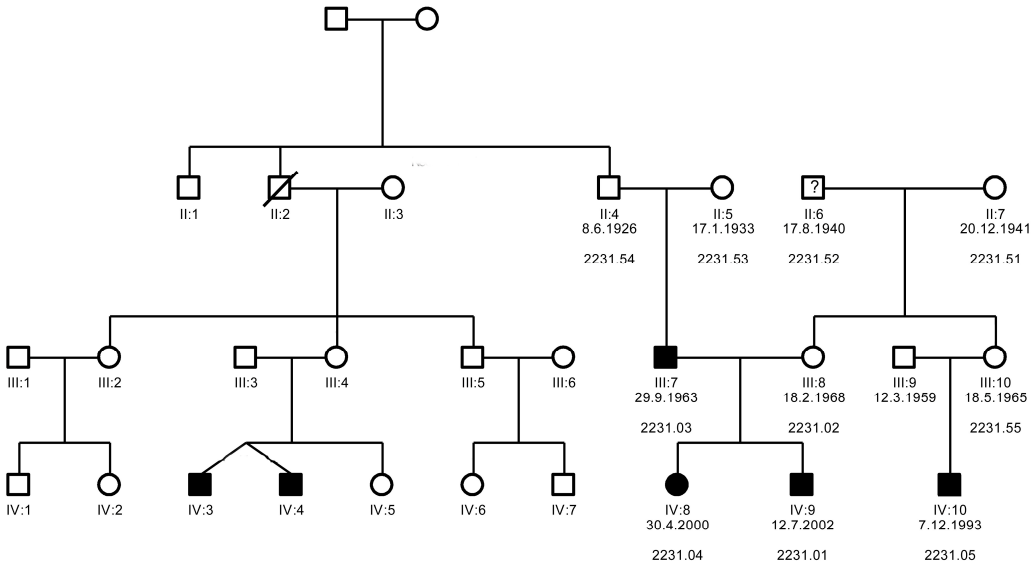 ?
II:1 II:2 II:3 II:4 II:5 II:6 II:7
8.6.1926 17.1.1933 17.8.1940 20.12.1941
2231.54 2231.53 2231.52 2231.51
III:1 III:2 III:3 III:4 III:5 III:6 III:7 III:8 III:9 III:10
29.9.1963 18.2.1968 12.3.1959 18.5.1965
2231.03 2231.02 2231.55
IV:1 IV:2 IV:3 IV:4 IV:5 IV:6 IV:7 IV:8 IV:9 IV:10
30.4.2000 12.7.2002 7.12.1993
2231.04 2231.01 2231.05